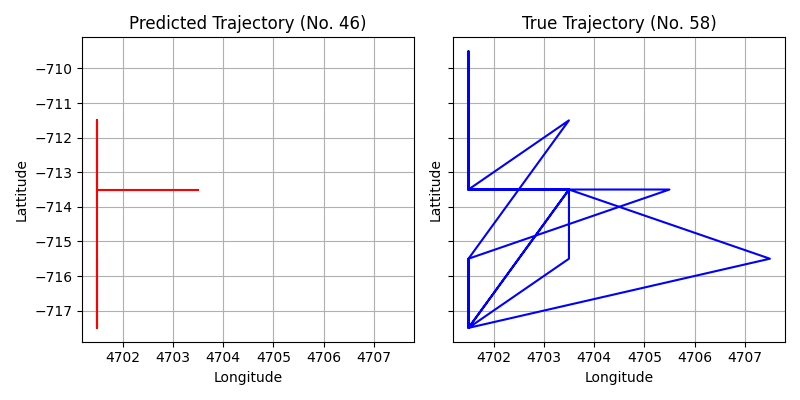 Predicted Trajectory (No. 46)
True Trajectory (No. 58)
−710
−711
−712
−713
−714
−715
−716
−717
Lattitude
Lattitude
4702 4703 4704 4705 4706 4707
4702 4703 4704 4705 4706 4707
Longitude
Longitude